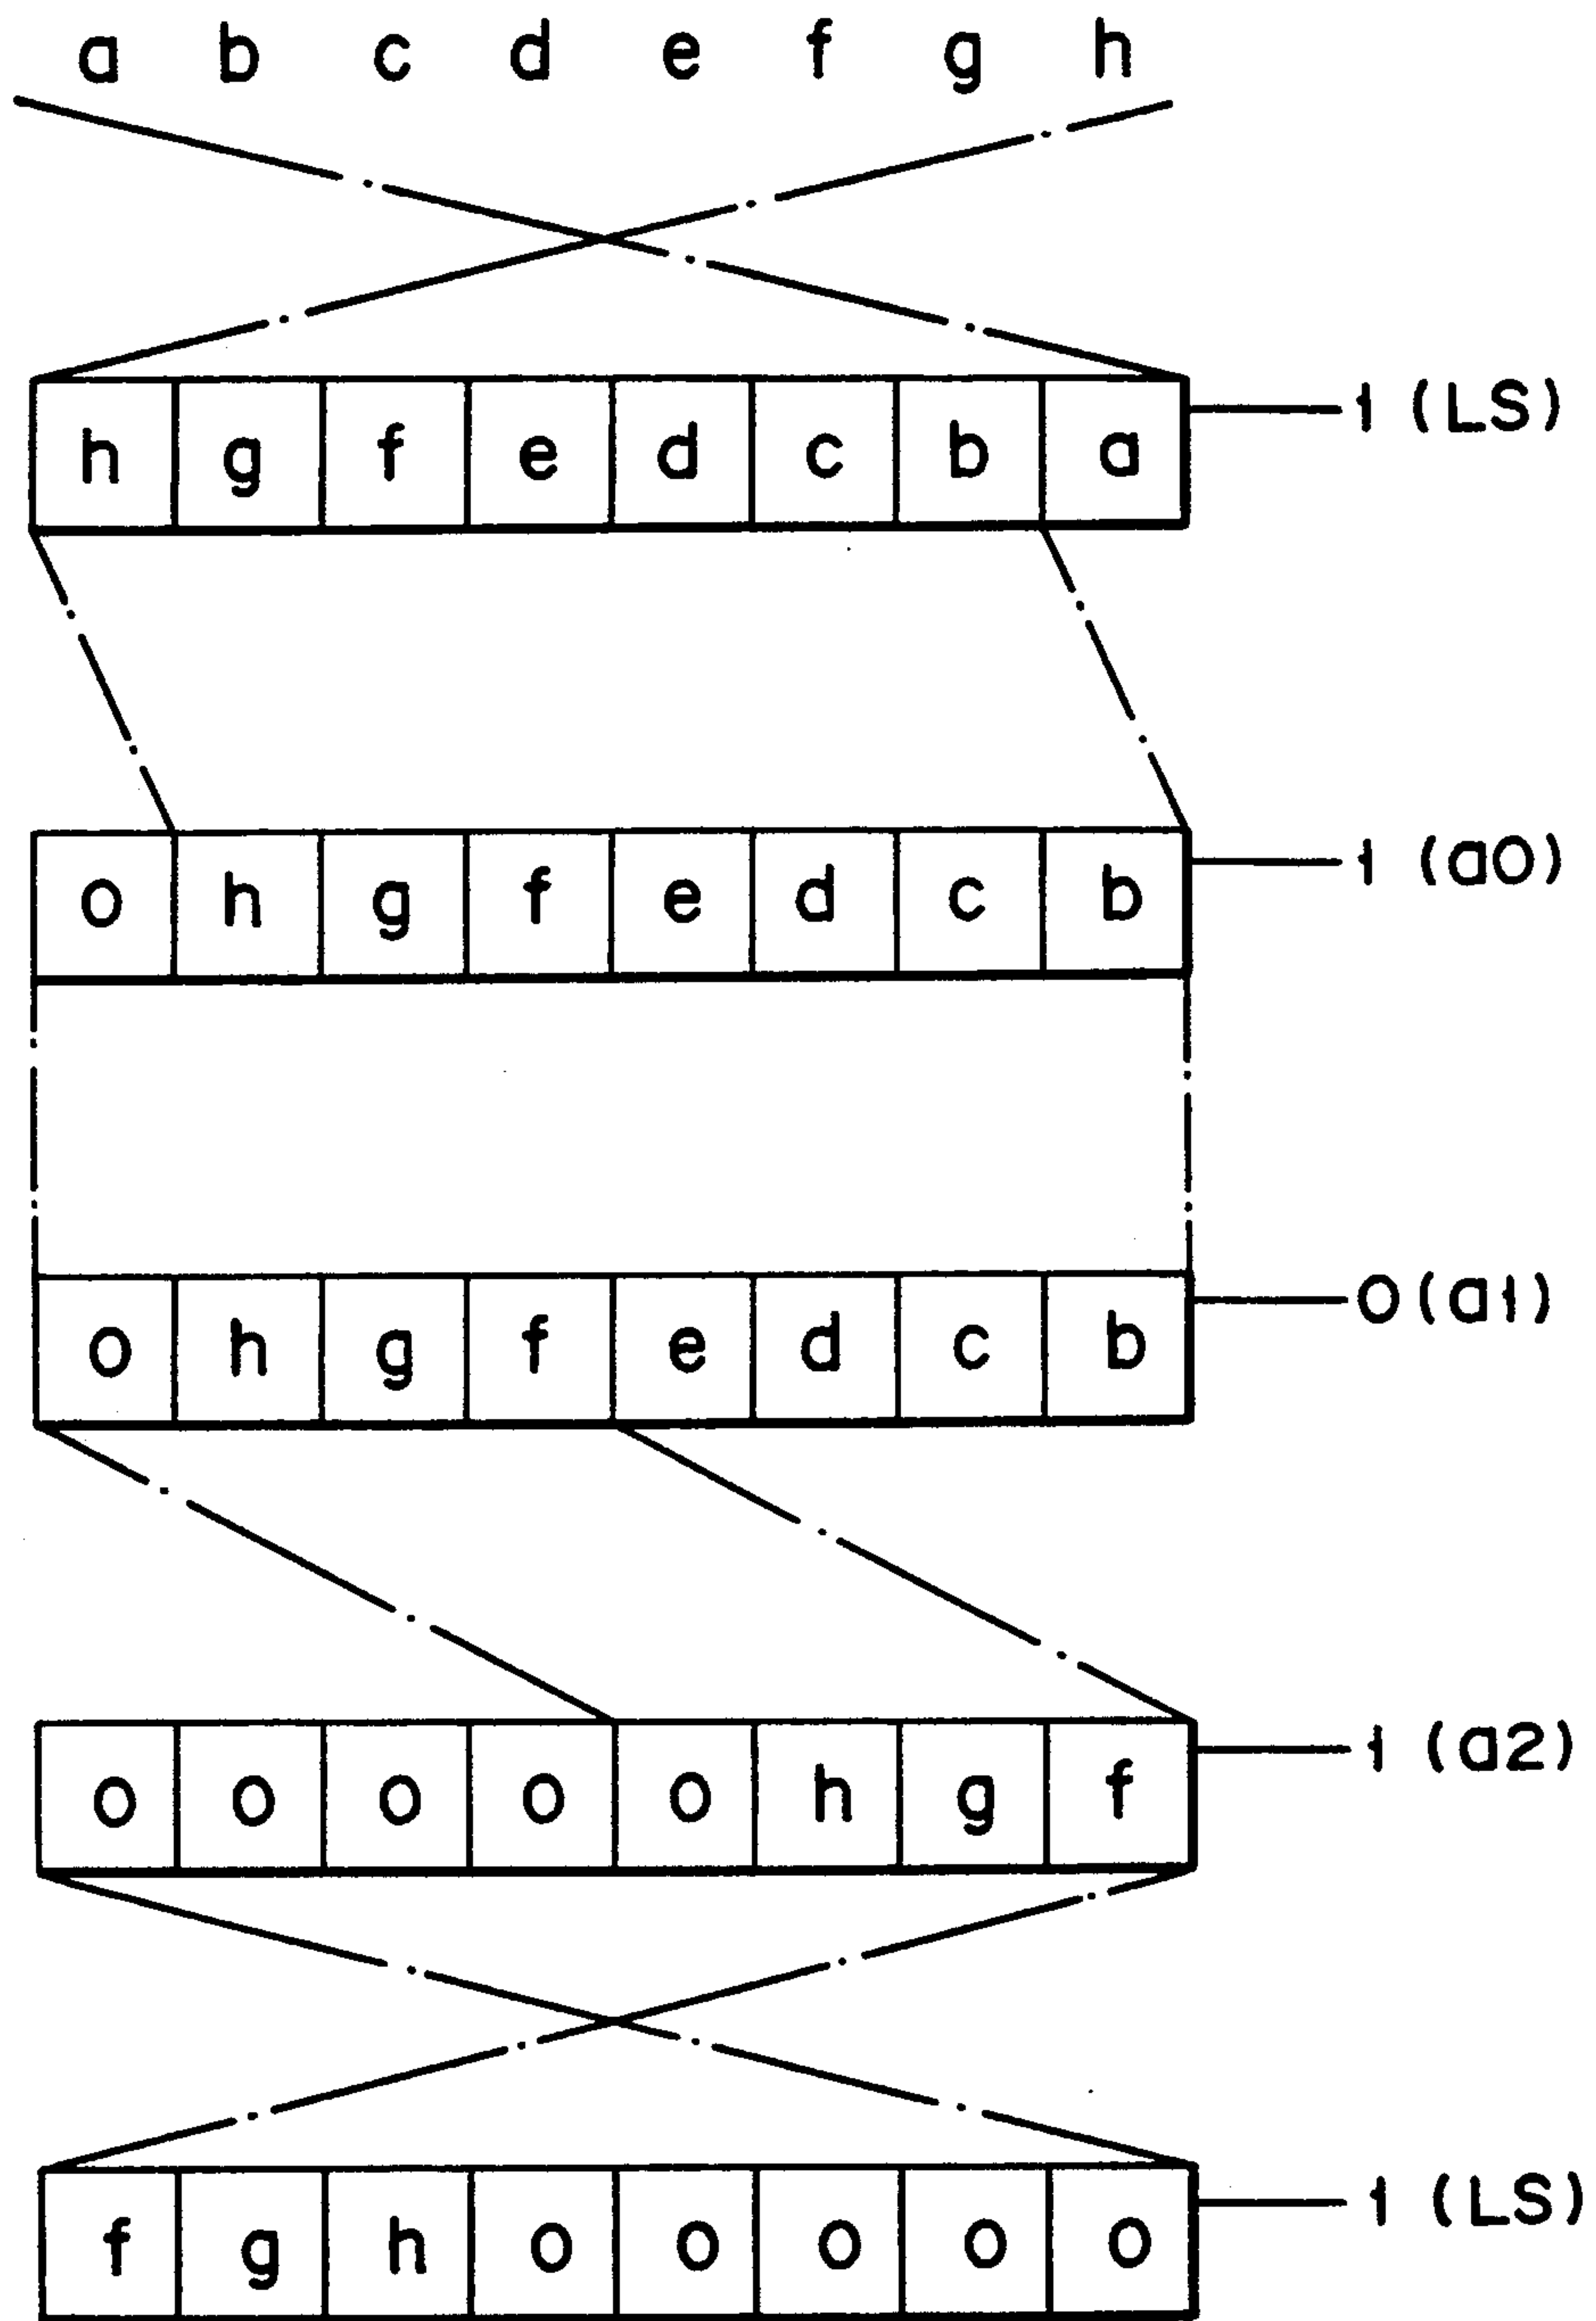 a b c d e f g h
h g f e d c b a 1 (LS)
o h g f e d c b 1 (a0)
o h g f e d c b 0 (a1)
o o o o o h g f 1 (a2)
f g h o o o o o 1 (LS)